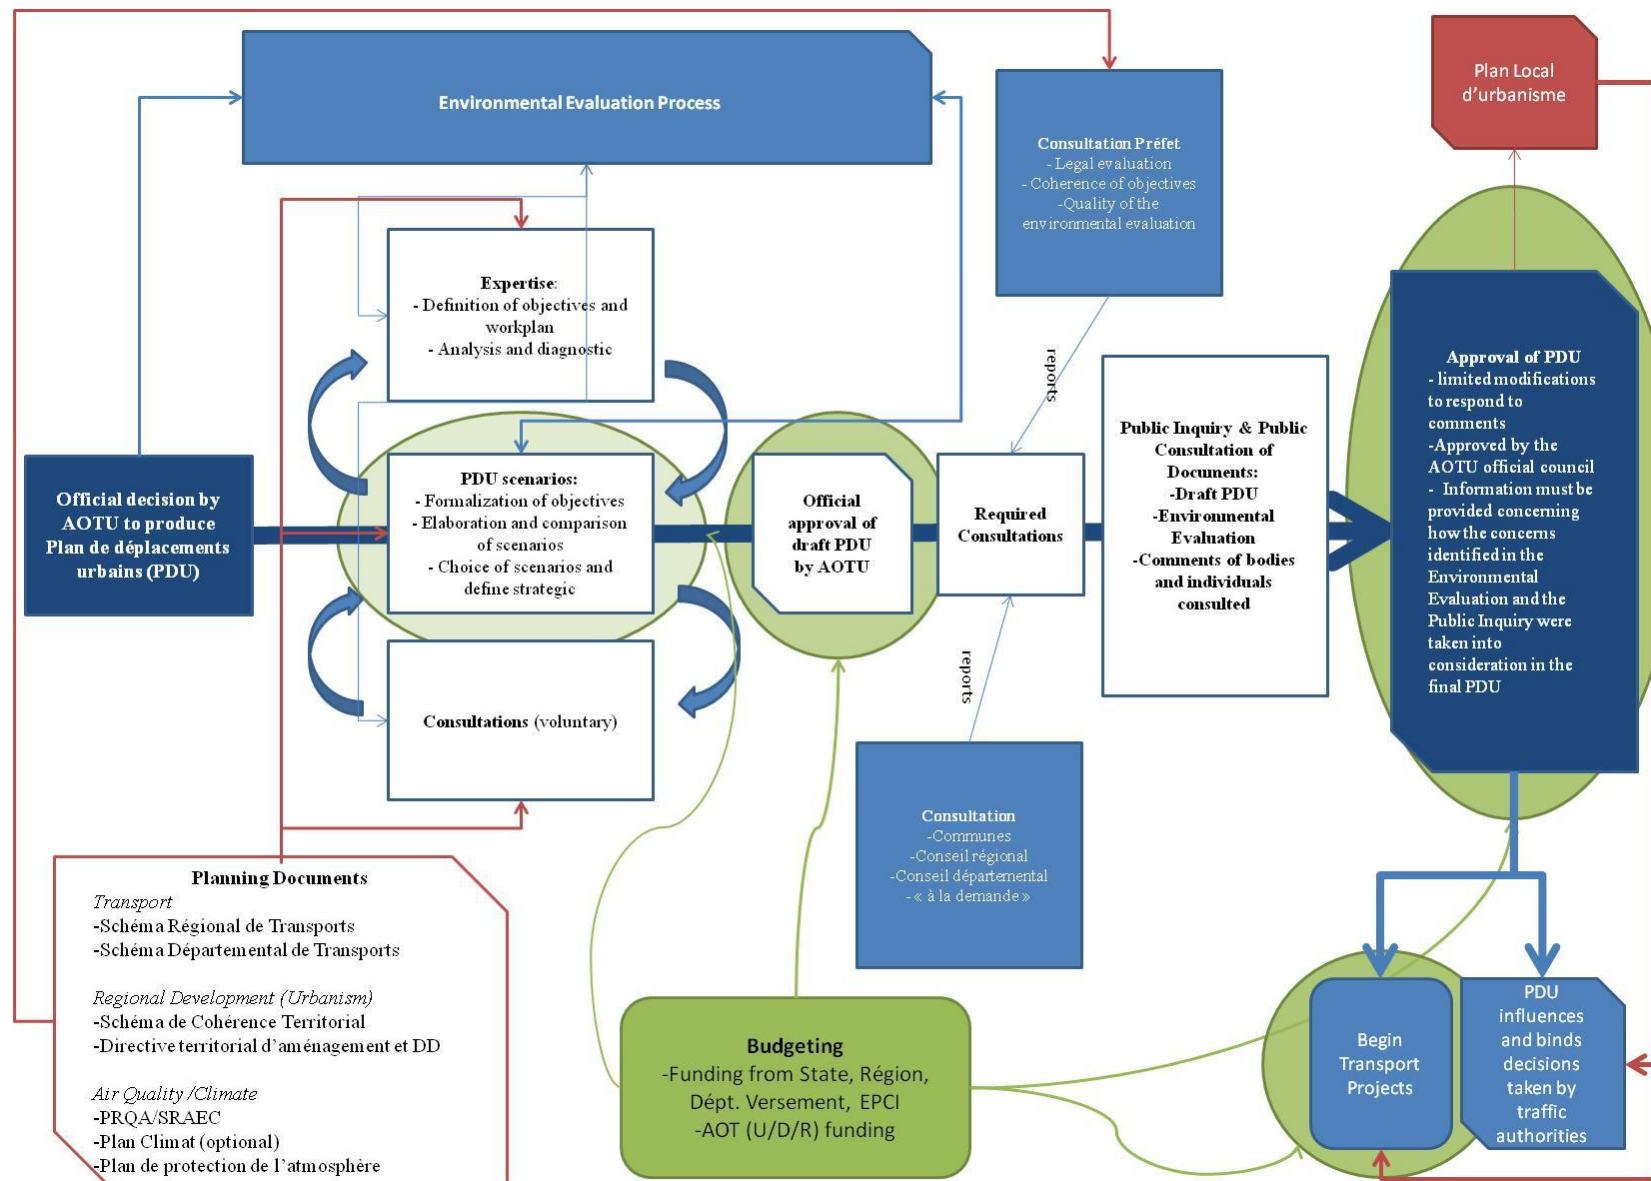 Environmental Evaluation Process
Plan Local
d'urbanisme
Consultation Préfet
- Legal evaluation
- Coherence of objectives
-Quality of the
environmental evaluation
Expertise:
- Definition of objectives and
workplan
- Analysis and diagnostic
reports
Official decision by
AOTU to produce
Plan de déplacements
urbains (PDU)
PDU scenarios:
- Formalization of objectives
- Elaboration and comparison
of scenarios
- Choice of scenarios and
define strategic
Official
approval of
draft PDU
by AOTU
Required
Consultations
Public Inquiry & Public
Consultation of
Documents:
-Draft PDU
-Environmental
Evaluation
-Comments of bodies
and individuals
consulted
Approval of PDU
- limited modifications
to respond to
comments
-Approved by the
AOTU official council
- Information must be
provided concerning
how the concerns
identified in the
Environmental
Evaluation and the
Public Inquiry were
taken into
consideration in the
final PDU
reports
Consultations (voluntary)
Consultation
-Communes
-Conseil régional
-Conseil départemental
- « à la demande »
Planning Documents
Transport
-Schéma Régional de Transports
-Schéma Départemental de Transports
Regional Development (Urbanism)
-Schéma de Cohérence Territorial
-Directive territorial d'aménagement et DD
Air Quality /Climate
-PRQA/SRAEC
-Plan Climat (optional)
-Plan de protection de l'atmosphère
Budgeting
-Funding from State, Région,
Dépt. Versement, EPCI
-AOT (U/D/R) funding
Begin
Transport
Projects
PDU
influences
and binds
decisions
taken by
traffic
authorities